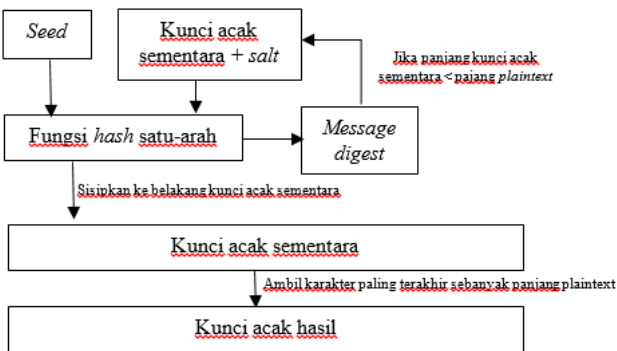 Seed
Kunci acak
sementara + salt
Jika panjang kunci acak
sementara < pajang plaintext
Fungsi hash satu-arah
Message
digest
Sisipkan ke belakang kunci acak sementara
Kunci acak sementara
Ambil karakter paling terakhir sebanyak panjang plaintext
Kunci acak hasil